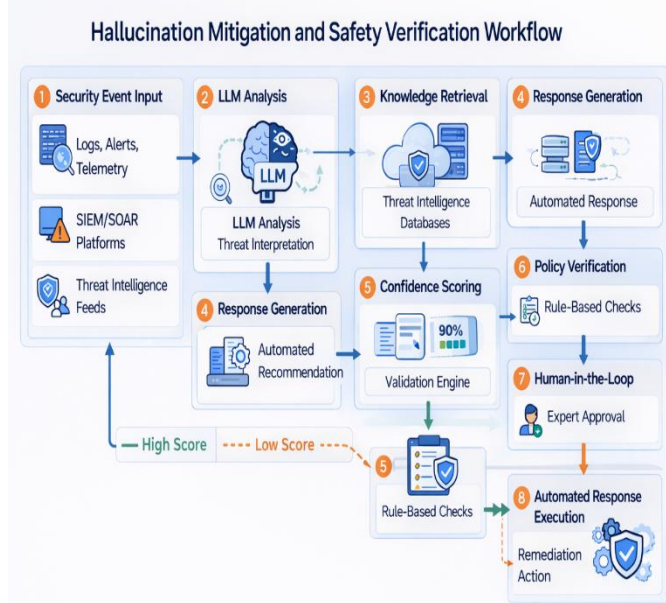 Hallucination Mitigation and Safety Verification Workflow
1 Security Event Input
Logs, Alerts,
Telemetry
SIEM/SOAR
Platforms
Threat Intelligence
Feeds
2 LLM Analysis
LLM
LLM Analysis
Threat Interpretation
3 Knowledge Retrieval
Threat Intelligence
Databases
4 Response Generation
Automated Response
4 Response Generation
Automated
Recommendation
5 Confidence Scoring
90%
Validation Engine
6 Policy Verification
Rule-Based Checks
7 Human-in-the-Loop
Expert Approval
High Score
Low Score
5
Rule-Based Checks
8 Automated Response
Execution
Remediation
Action